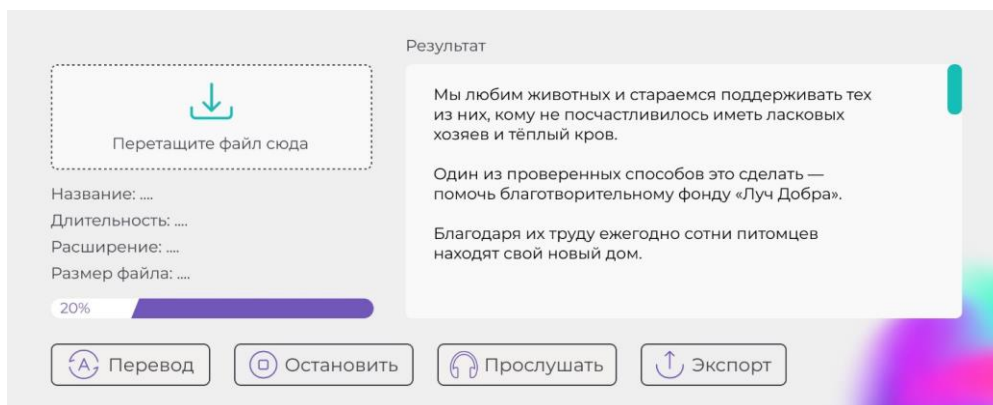 Результат
Перетащите файл сюда
Название: ....
Длительность: ....
Расширение: ....
Размер файла: ....
20%
Мы любим животных и стараемся поддерживать тех
из них, кому не посчастливилось иметь ласковых
хозяев и тёплый кров.
Один из проверенных способов это сделать —
помочь благотворительному фонду «Луч Добра».
Благодаря их труду ежегодно сотни питомцев
находят свой новый дом.
A Перевод
Остановить
Прослушать
Экспорт